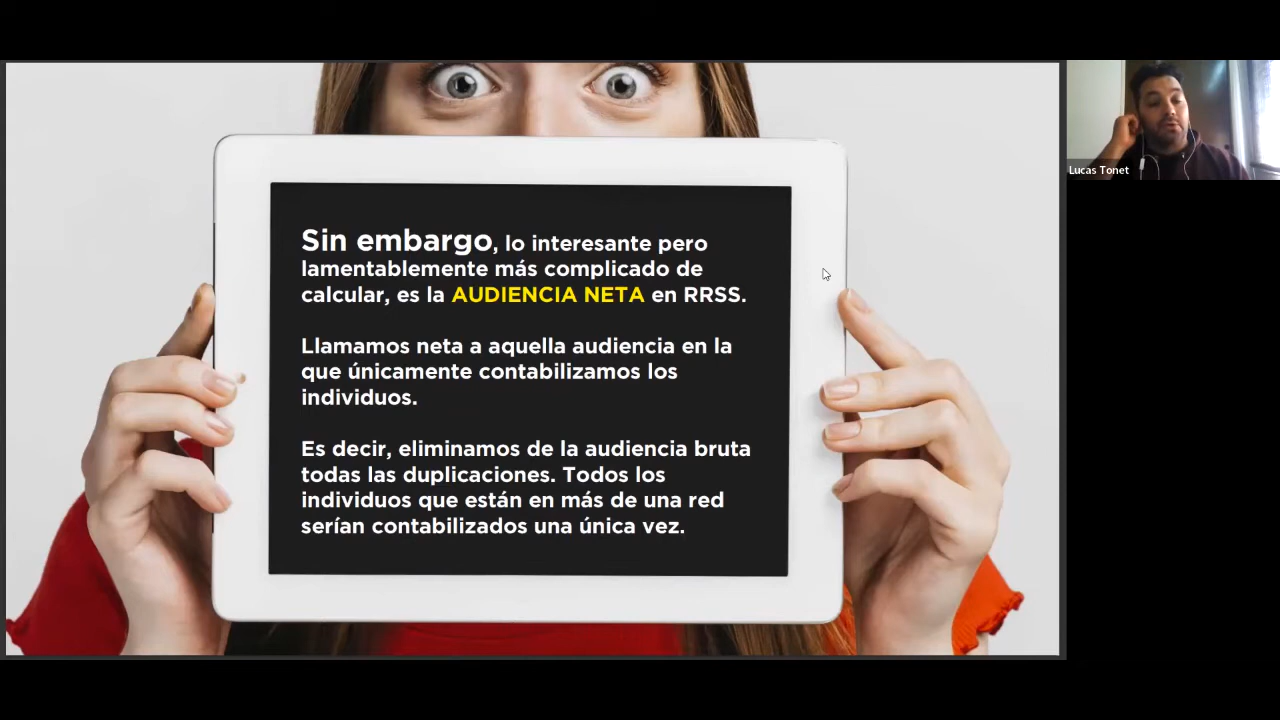 Sin embargo, lo interesante pero
lamentablemente más complicado de
calcular, es la AUDIENCIA NETA en RRSS.
Llamamos neta a aquella audiencia en la
que únicamente contabilizamos los
individuos.
Es decir, eliminamos de la audiencia bruta
todas las duplicaciones. Todos los
individuos que están en más de una red
serían contabilizados una única vez.
Lucas Tonet